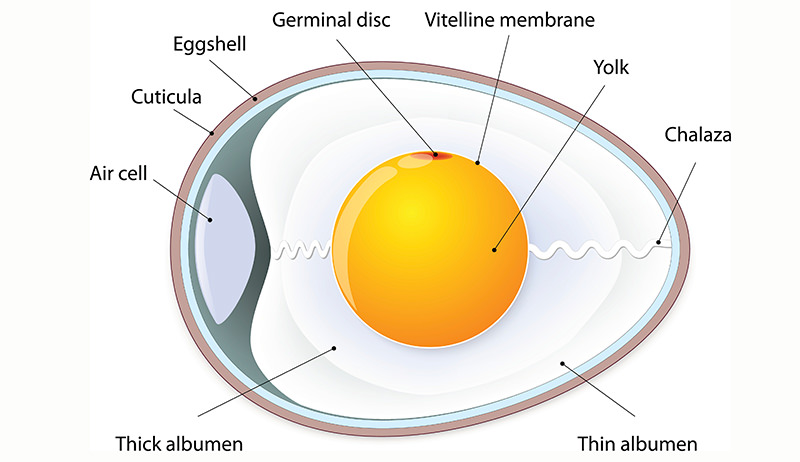 Germinal disc
Vitelline membrane
Eggshell
Yolk
Cuticula
Chalaza
Air cell
Thick albumen
Thin albumen